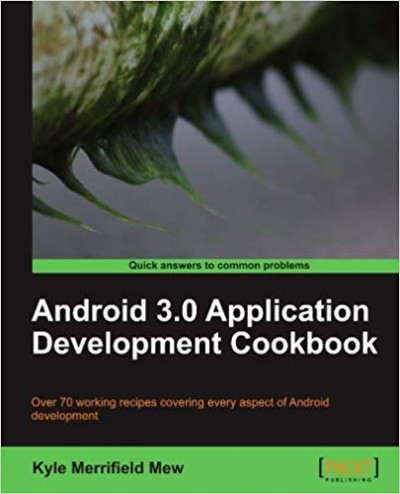 Quick answers to common problems
Android 3.0 Application
Development Cookbook
Over 70 working recipes covering every aspect of Android
development
Kyle Merrifield Mew
[PACKT]
PUBLISHING